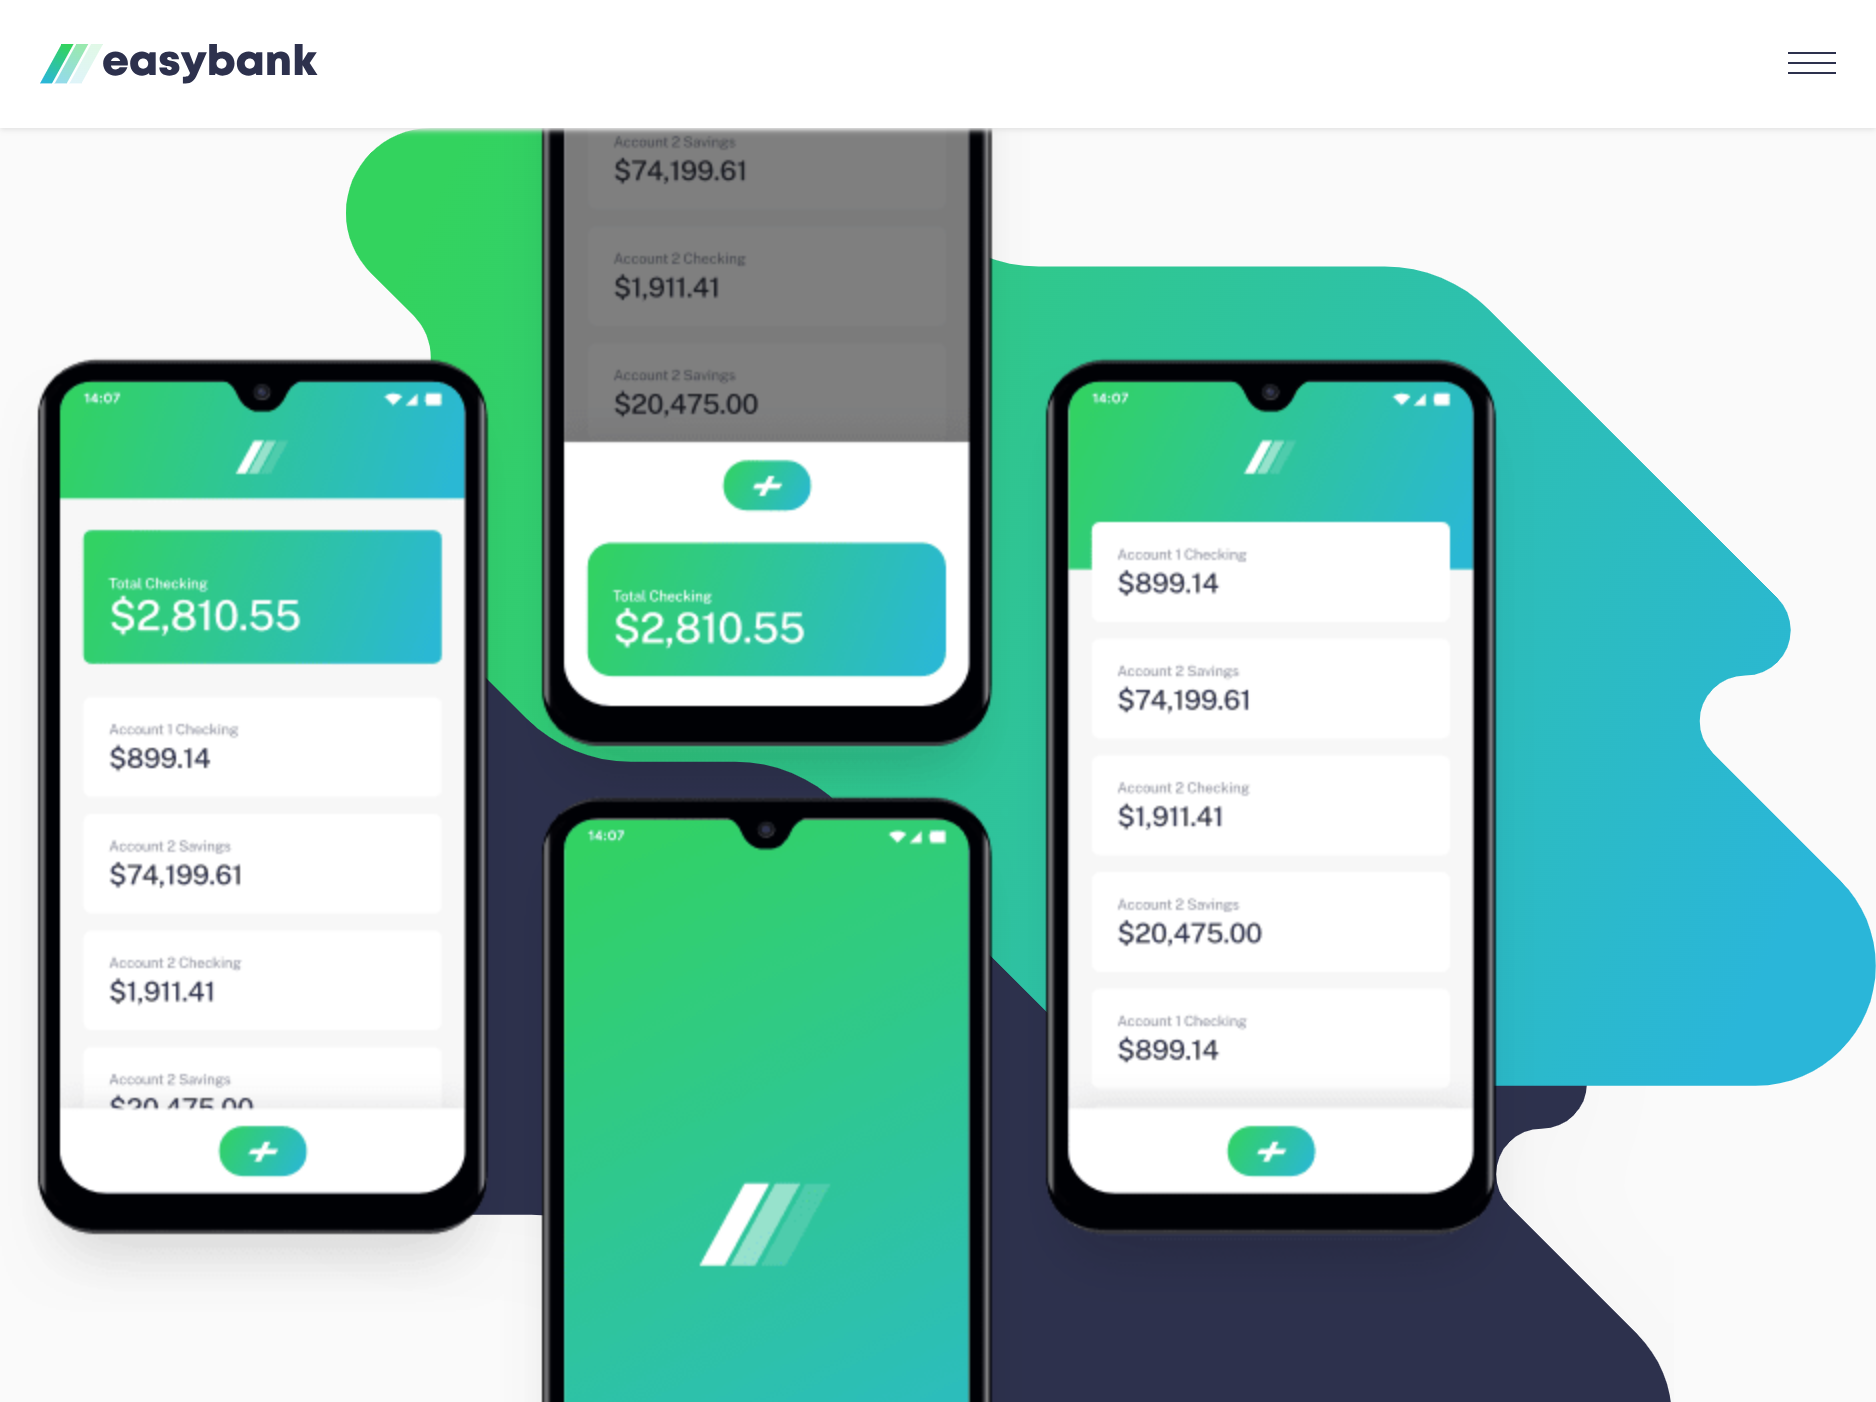 easybank
14:07
Total Checking
$2,810.55
Account 1 Checking
$899.14
Account 2 Savings
$74,199.61
Account 2 Checking
$1,911.41
Account 2 Savings
$20,475.00
Account 2 Savings
$74,199.61
Account 2 Checking
$1,911.41
Account 2 Savings
$20,475.00
Total Checking
$2,810.55
14:07
14:07
Account 1 Checking
$899.14
Account 2 Savings
$74,199.61
Account 2 Checking
$1,911.41
Account 2 Savings
$20,475.00
Account 1 Checking
$899.14